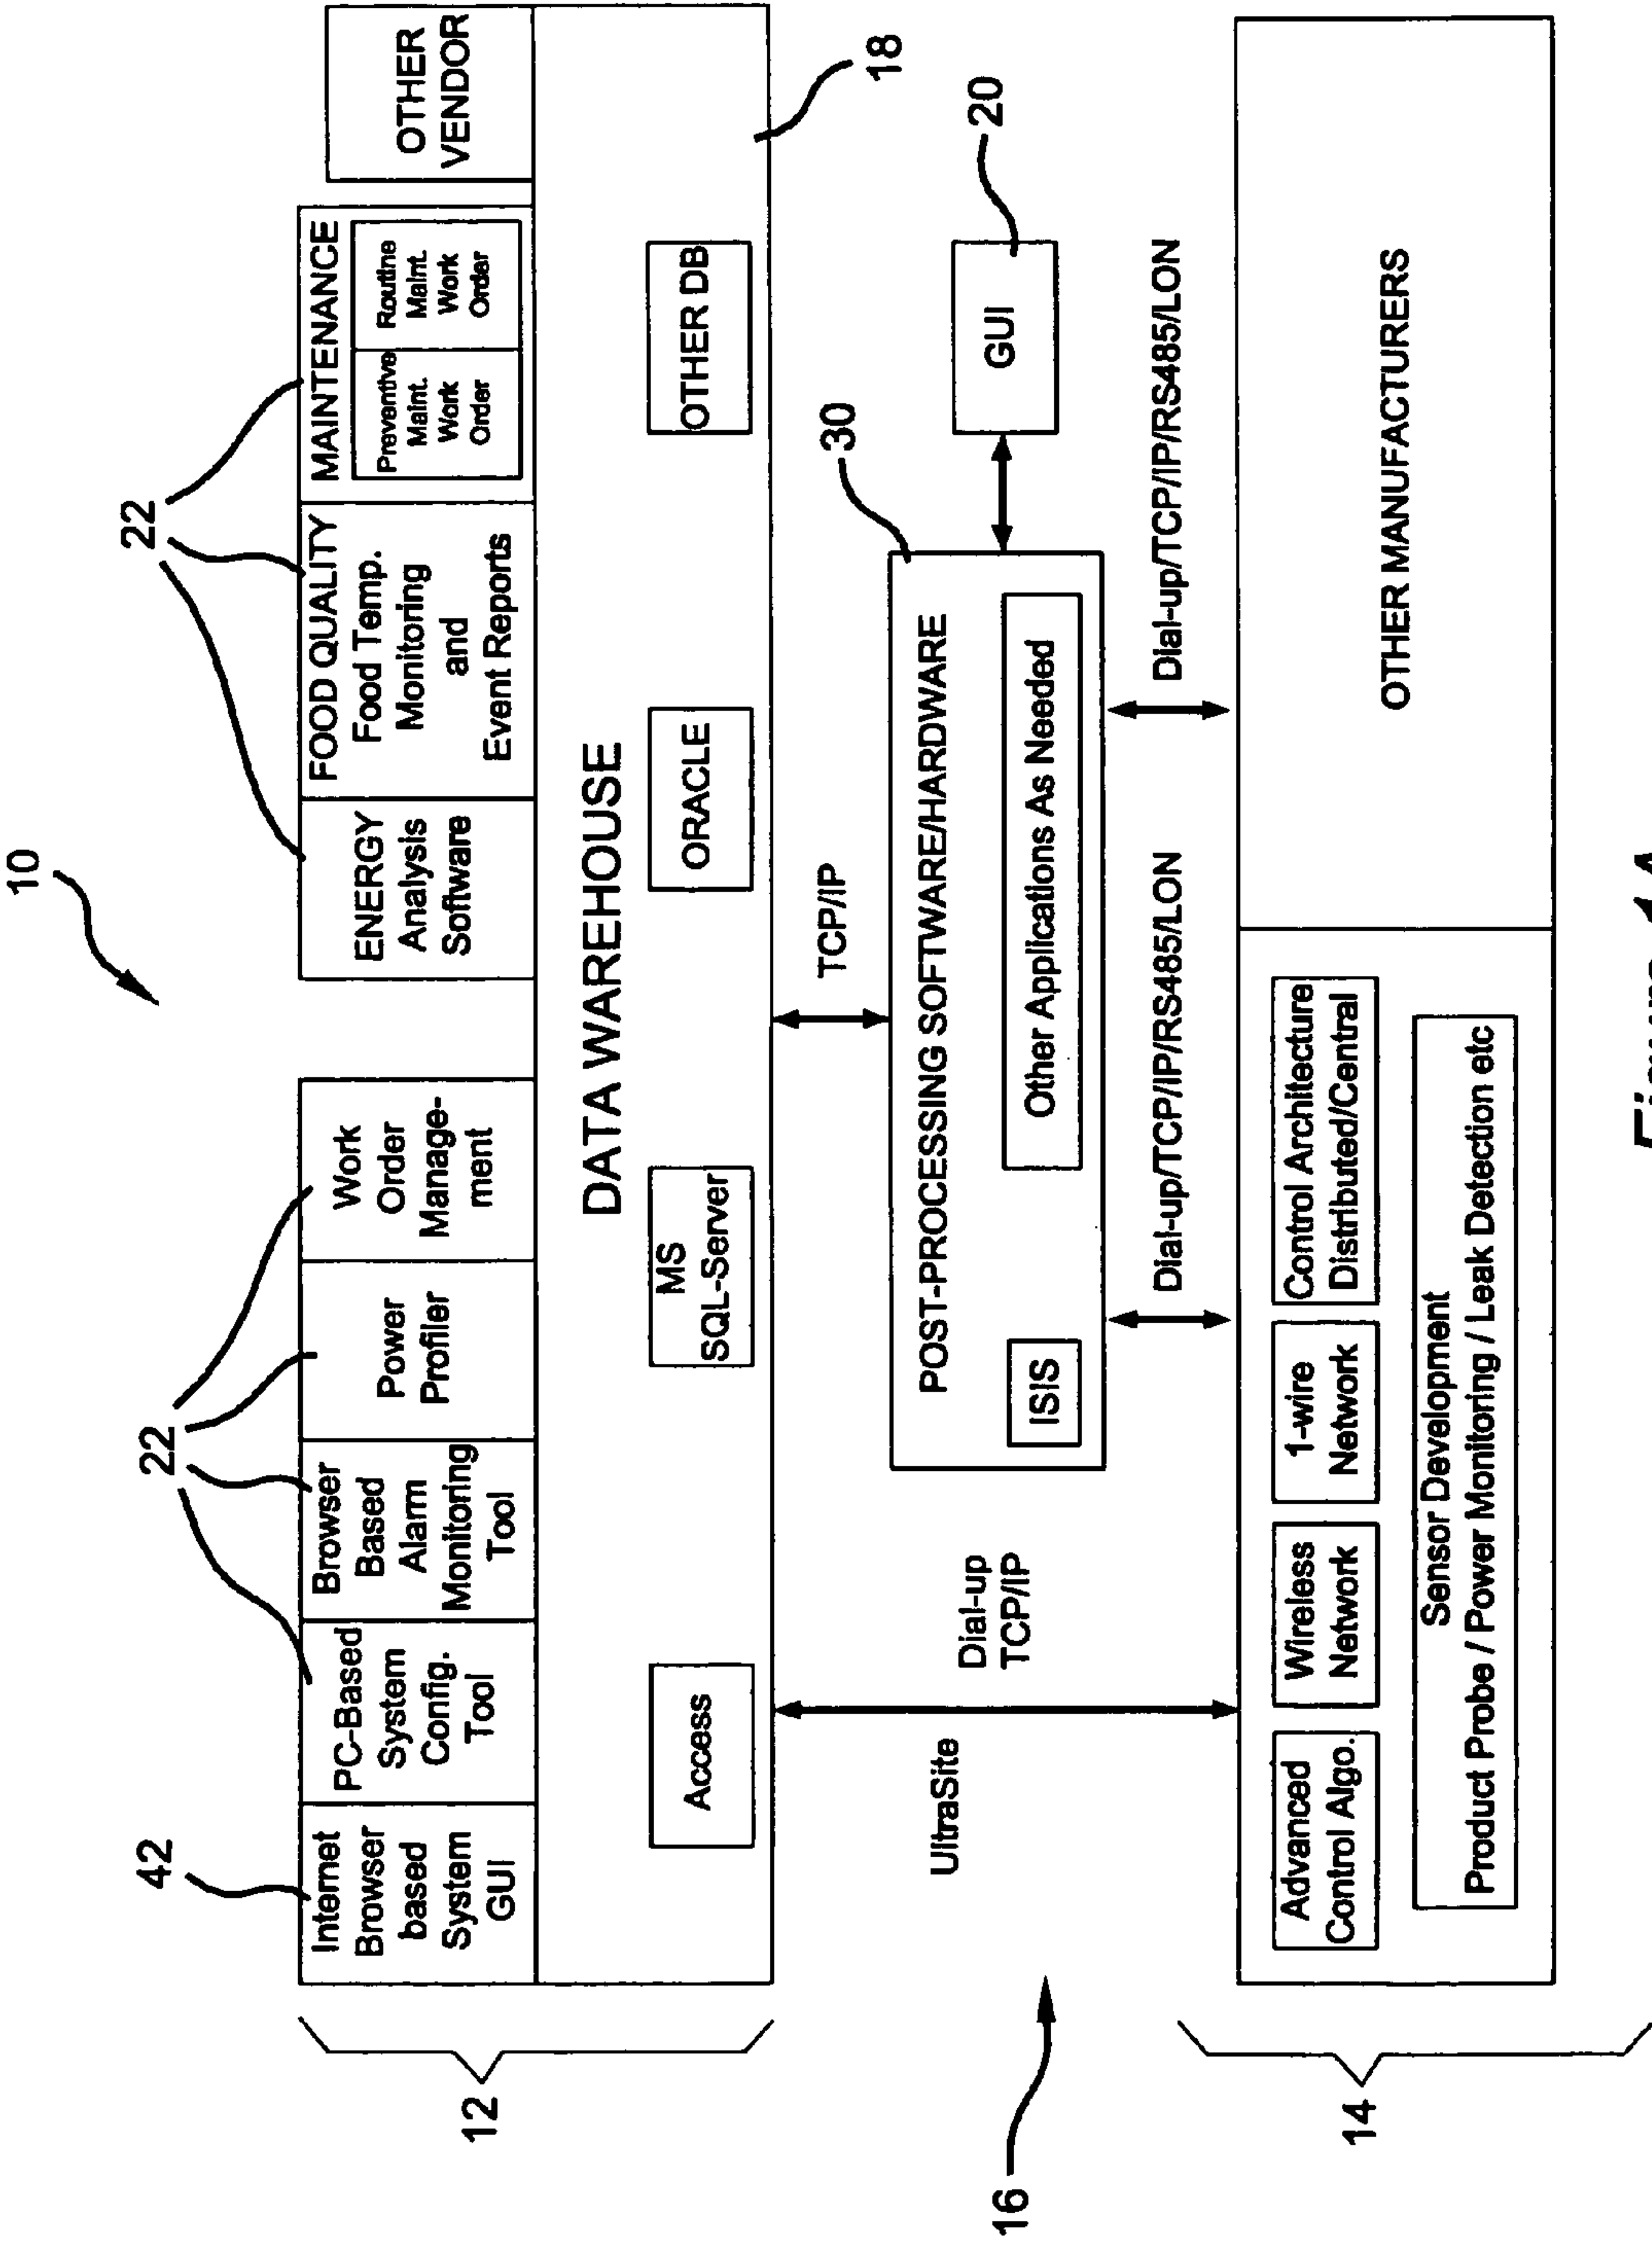 10
22
22
42
Internet
Browser
based
System
GUI
PC-Based
System
Config.
Tool
Browser
Based
Alarm
Monitoring
Tool
Power
Profiler
Work
Order
Manage-
ment
ENERGY
Analysis
Software
FOOD QUALITY
Food Temp.
Monitoring
and
Event Reports
MAINTENANCE
Preventive
Maint.
Work
Order
Routine
Maint.
Work
Order
OTHER
VENDOR
12
DATA WAREHOUSE
Access
MS
SQL-Server
ORACLE
OTHER DB
18
UltraSite
Dial-up
TCP/IP
TCP/IP
30
POST-PROCESSING SOFTWARE/HARDWARE
ISIS
Other Applications As Needed
GUI
20
16
Dial-up/TCP/IP/RS485/LON
Dial-up/TCP/IP/RS485/LON
14
Advanced
Control Algo.
Wireless
Network
1-wire
Network
Control Architecture
Distributed/Central
Sensor Development
Product Probe / Power Monitoring / Leak Detection etc
OTHER MANUFACTURERS